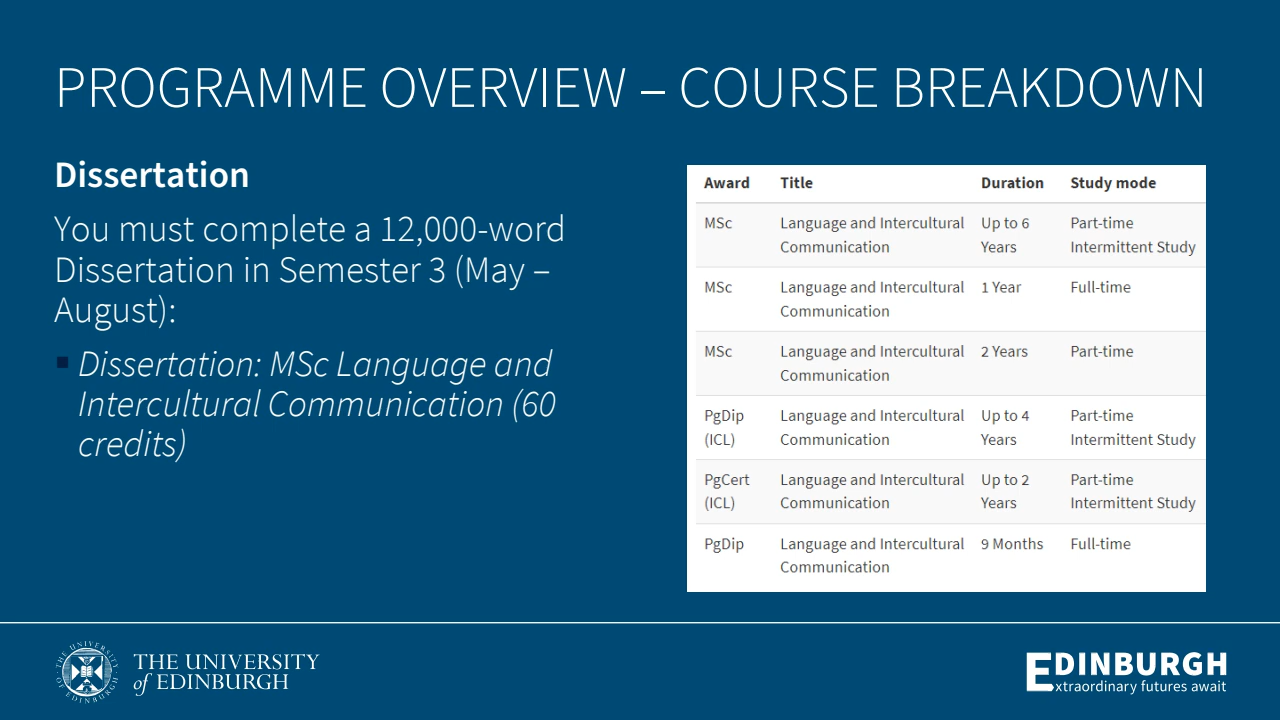 PROGRAMME OVERVIEW – COURSE BREAKDOWN
Dissertation
You must complete a 12,000-word
Dissertation in Semester 3 (May –
August):
Dissertation: MSc Language and
Intercultural Communication (60
credits)
Award Title Duration Study mode
MSc Language and Intercultural Up to 6 Part-time
Communication Years Intermittent Study
MSc Language and Intercultural 1 Year Full-time
Communication
MSc Language and Intercultural 2 Years Part-time
Communication
PgDip Language and Intercultural Up to 4 Part-time
(ICL) Communication Years Intermittent Study
PgCert Language and Intercultural Up to 2 Part-time
(ICL) Communication Years Intermittent Study
PgDip Language and Intercultural 9 Months Full-time
Communication
THE UNIVERSITY OF EDINBURGH
THE UNIVERSITY
of EDINBURGH
EDINBURGH
Extraordinary futures await